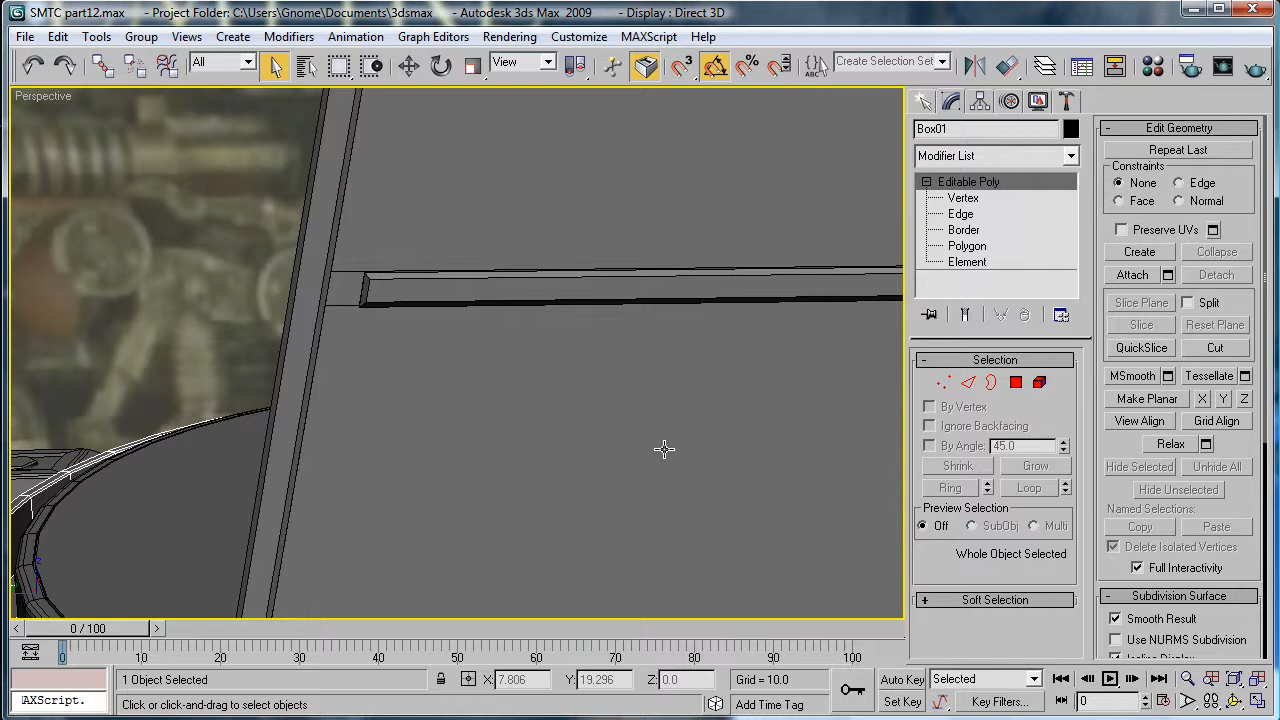 SMTC part12.max - Project Folder: C:\Users\Gnome\Documents\3dsmax - Autodesk 3ds Max 2009 - Display : Direct 3D
File Edit Tools Group Views Create Modifiers Animation Graph Editors Rendering Customize MAXScript Help
All View 3 Create Selection Set
Perspective
Box01
Modifier List
Editable Poly
Vertex
Edge
Border
Polygon
Element
Selection
By Vertex
Ignore Backfacing
By Angle: 45.0
Shrink Grow
Ring Loop
Preview Selection
Off SubObj Multi
Whole Object Selected
Soft Selection
Edit Geometry
Repeat Last
Constraints
None Edge
Face Normal
Preserve UVs
Create Collapse
Attach Detach
Slice Plane Split
Slice Reset Plane
QuickSlice Cut
MSmooth Tessellate
Make Planar X Y Z
View Align Grid Align
Relax
Hide Selected Unhide All
Hide Unselected
Named Selections:
Copy Paste
Delete Isolated Vertices
Full Interactivity
Subdivision Surface
Smooth Result
Use NURMS Subdivision
z
0 / 100
0 10 20 30 40 50 60 70 80 90 100
1 Object Selected X: 7.806 Y: 19.296 Z: 0.0 Grid = 10.0 Auto Key Selected
AXScript. Click or click-and-drag to select objects Add Time Tag Set Key Key Filters... 0